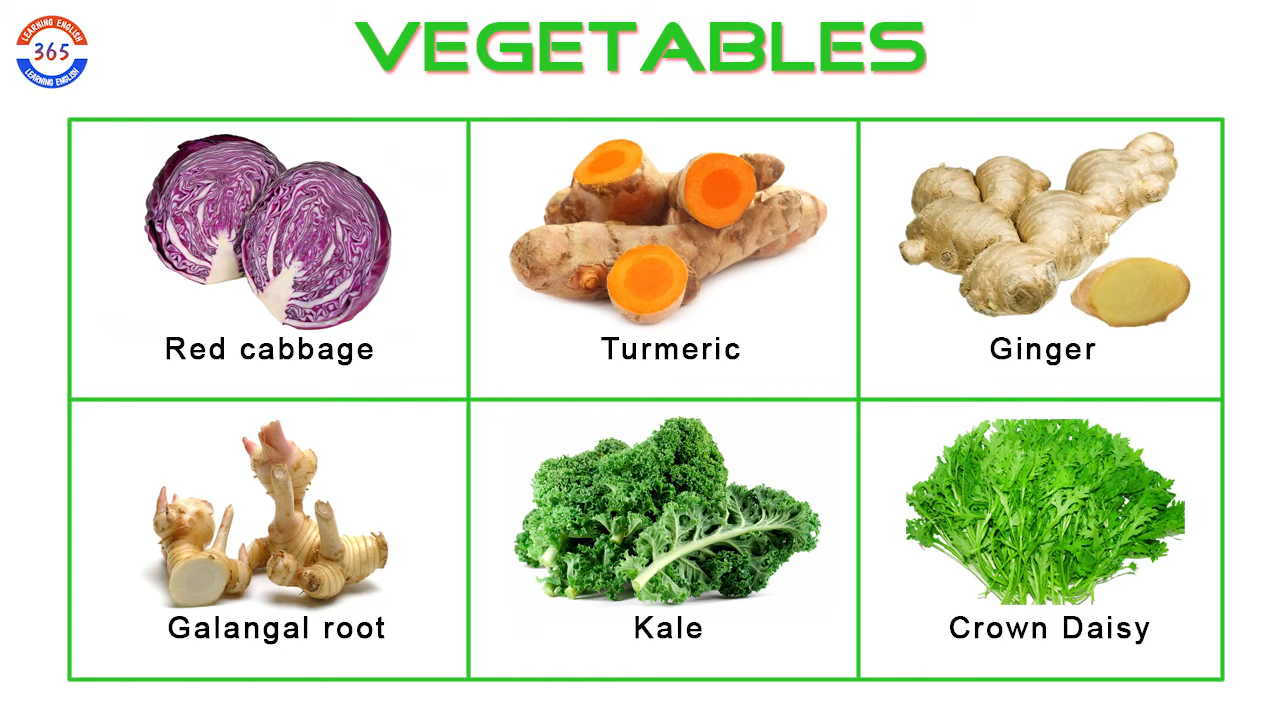 LEARNING ENGLISH
365
LEARNING ENGLISH
VEGETABLES
Red cabbage
Turmeric
Ginger
Galangal root
Kale
Crown Daisy